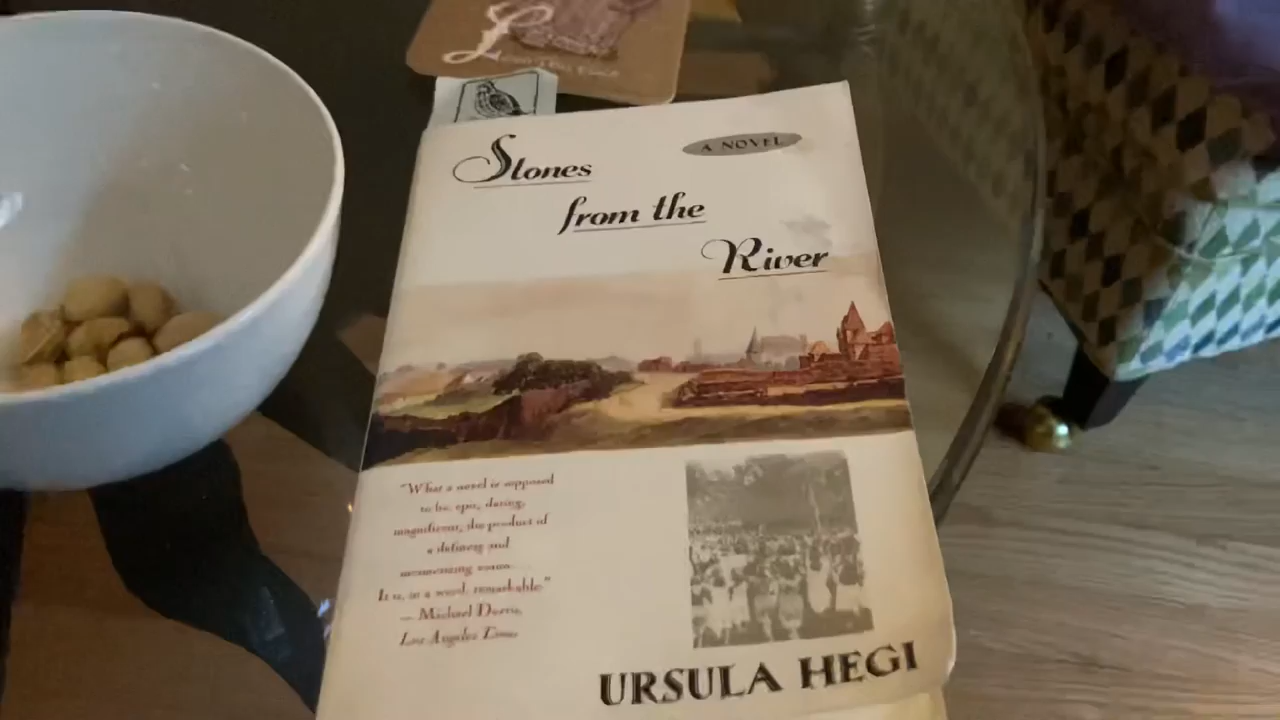 L
Stones
A NOVEL
from the
River
"What a novel is supposed
to be: epic, daring,
magnificent, the product of
a defining and
mesmerizing vision....
It is, in a word, remarkable."
— Michael Dorris,
Los Angeles Times
URSULA HEGI